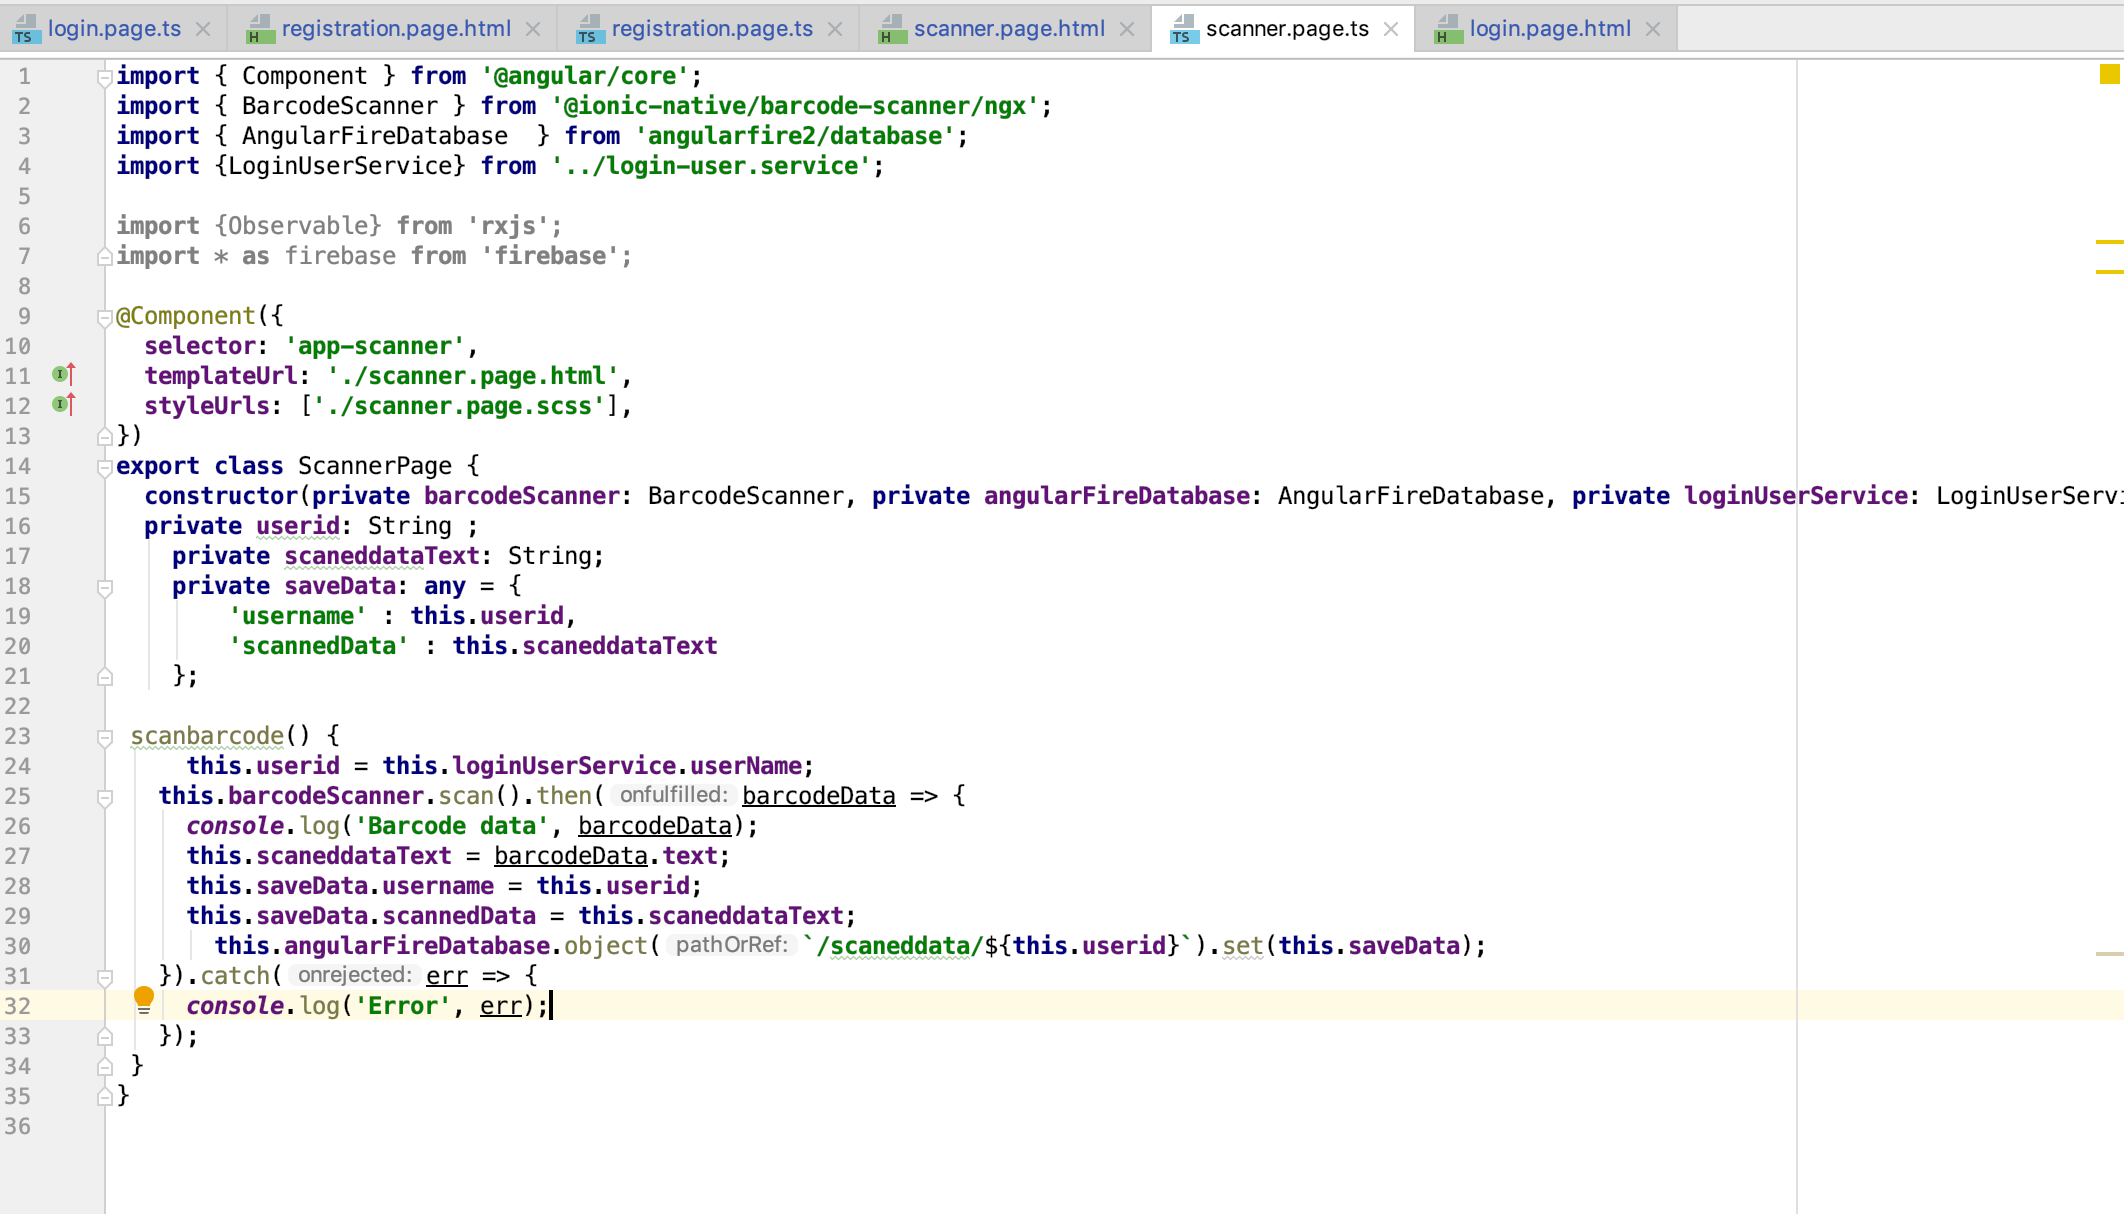 login.page.ts registration.page.html registration.page.ts scanner.page.html scanner.page.ts login.page.html
1 import { Component } from '@angular/core';
2 import { BarcodeScanner } from '@ionic-native/barcode-scanner/ngx';
3 import { AngularFireDatabase  } from 'angularfire2/database';
4 import {LoginUserService} from '../login-user.service';
5
6 import {Observable} from 'rxjs';
7 import * as firebase from 'firebase';
8
9 @Component({
10   selector: 'app-scanner',
11   templateUrl: './scanner.page.html',
12   styleUrls: ['./scanner.page.scss'],
13 })
14 export class ScannerPage {
15   constructor(private barcodeScanner: BarcodeScanner, private angularFireDatabase: AngularFireDatabase, private loginUserService: LoginUserServi
16   private userid: String ;
17     private scaneddataText: String;
18     private saveData: any = {
19         'username' : this.userid,
20         'scannedData' : this.scaneddataText
21     };
22
23  scanbarcode() {
24      this.userid = this.loginUserService.userName;
25    this.barcodeScanner.scan().then( onfulfilled: barcodeData => {
26      console.log('Barcode data', barcodeData);
27      this.scaneddataText = barcodeData.text;
28      this.saveData.username = this.userid;
29      this.saveData.scannedData = this.scaneddataText;
30        this.angularFireDatabase.object( pathOrRef: `/scaneddata/${this.userid}`).set(this.saveData);
31    }).catch( onrejected: err => {
32      console.log('Error', err);
33    });
34  }
35 }
36